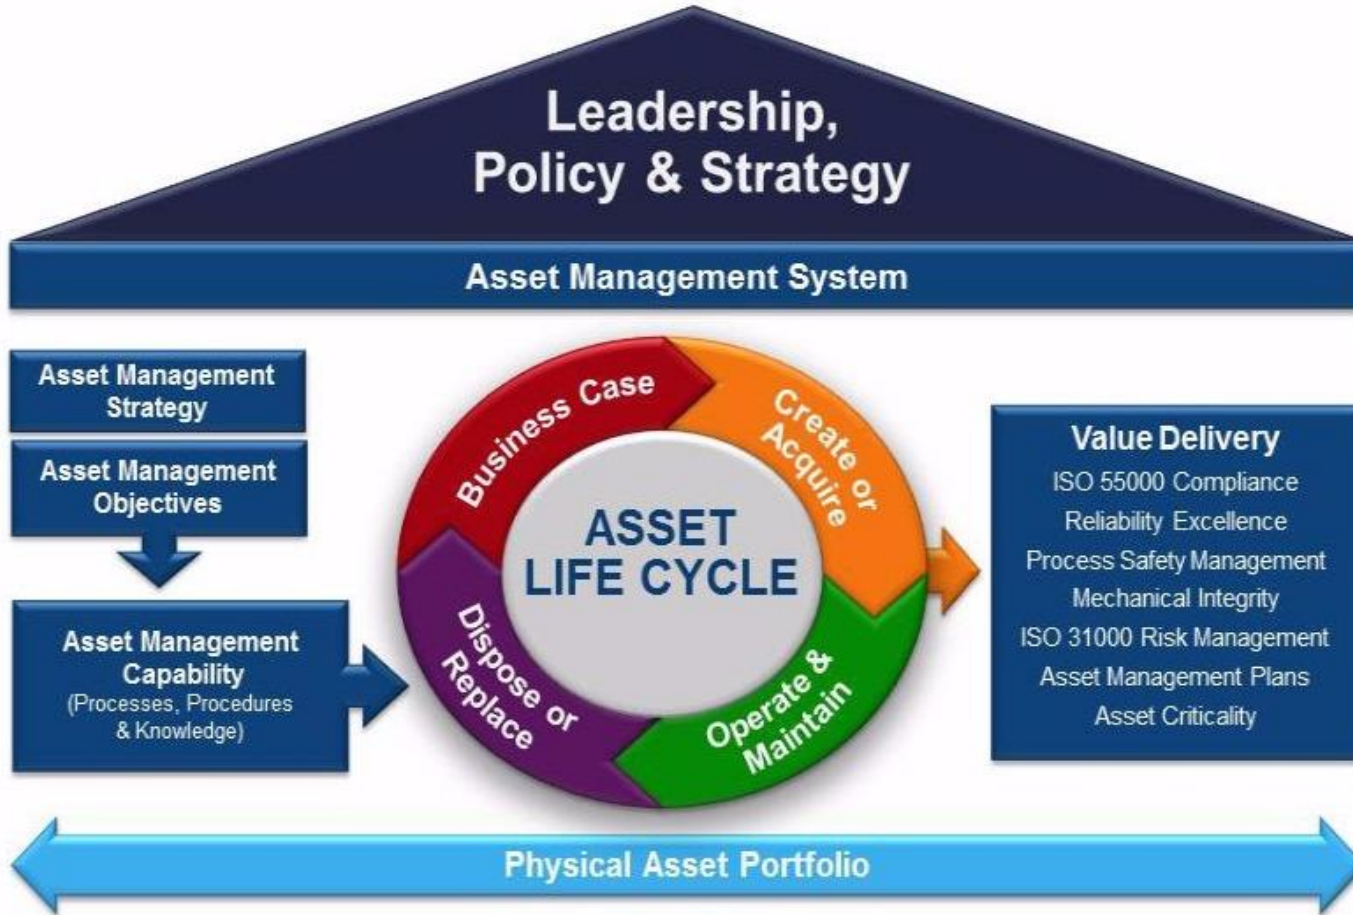 Leadership,
Policy & Strategy
Asset Management System
Asset Management
Strategy
Asset Management
Objectives
Asset Management
Capability
(Processes, Procedures
& Knowledge)
Business Case
Create or
Acquire
Operate &
Maintain
Dispose or
Replace
ASSET
LIFE CYCLE
Value Delivery
ISO 55000 Compliance
Reliability Excellence
Process Safety Management
Mechanical Integrity
ISO 31000 Risk Management
Asset Management Plans
Asset Criticality
Physical Asset Portfolio